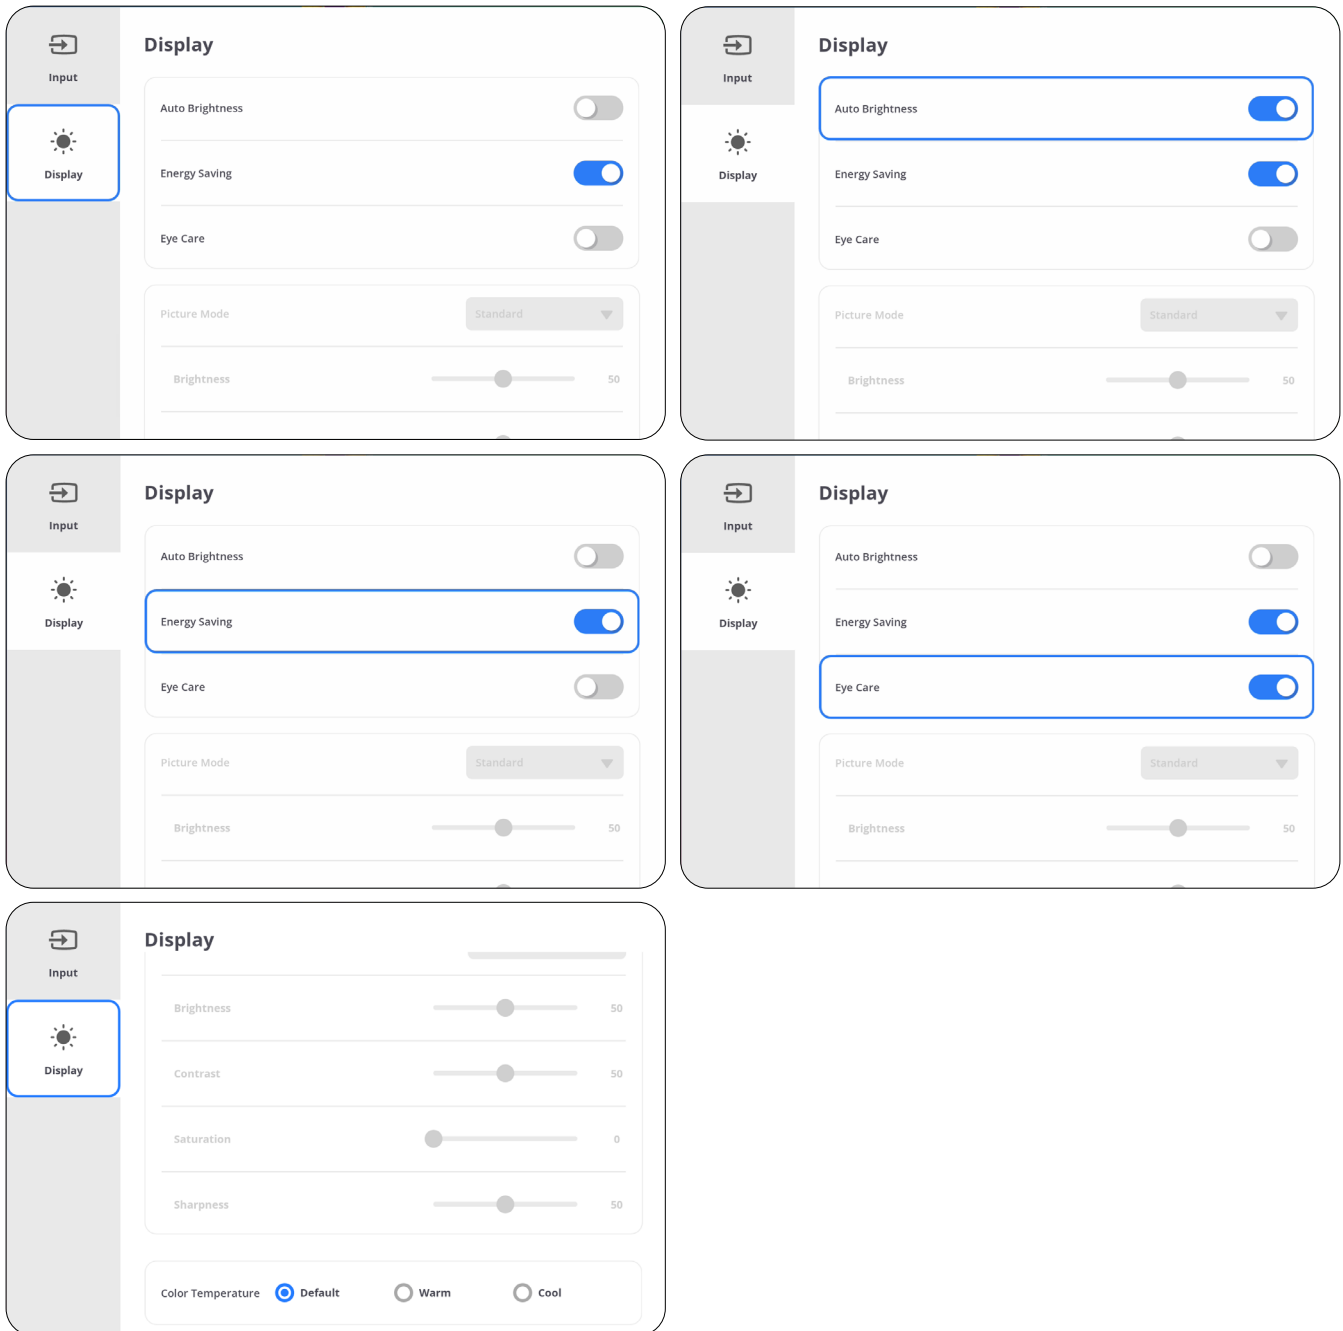 Input
Display
Display
Auto Brightness
Energy Saving
Eye Care
Picture Mode Standard
Brightness 50
Input
Display
Display
Auto Brightness
Energy Saving
Eye Care
Picture Mode Standard
Brightness 50
Input
Display
Display
Auto Brightness
Energy Saving
Eye Care
Picture Mode Standard
Brightness 50
Input
Display
Display
Auto Brightness
Energy Saving
Eye Care
Picture Mode Standard
Brightness 50
Input
Display
Display
Brightness 50
Contrast 50
Saturation 0
Sharpness 50
Color Temperature Default Warm Cool